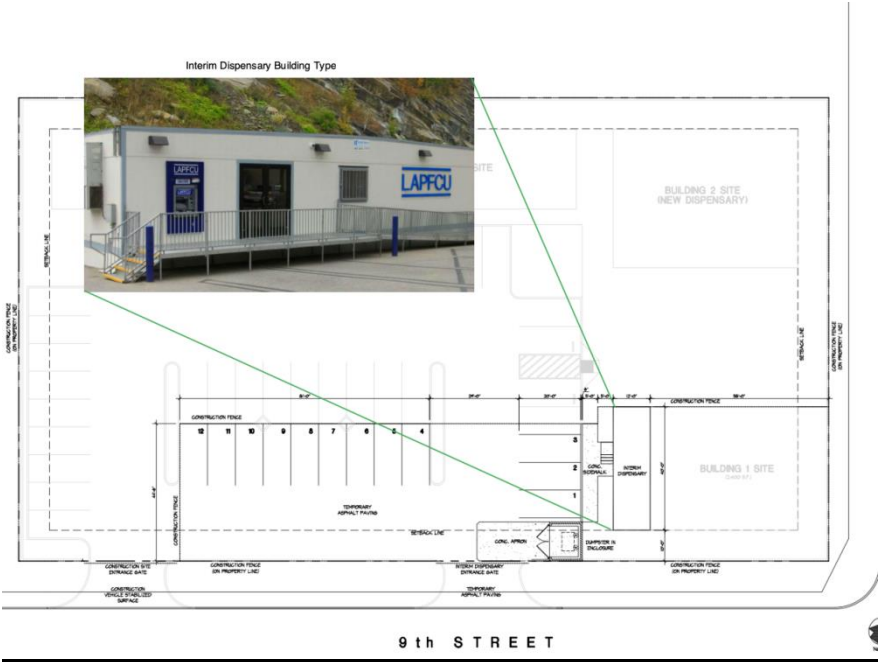 Interim Dispensary Building Type
LAPFCU
LAPFCU
SITE
BUILDING 2 SITE
(NEW DISPENSARY)
SETBACK LINE
SETBACK LINE
CONSTRUCTION FENCE
(ON PROPERTY LINE)
CONSTRUCTION FENCE
(ON PROPERTY LINE)
CONSTRUCTION FENCE
CONSTRUCTION FENCE
12 11 10 9 8 7 6 5 4
3
2
1
CONC.
SIDEWALK
INTERIM
DISPENSARY
BUILDING 1 SITE
CONSTRUCTION FENCE
TEMPORARY
ASPHALT PAVING
SETBACK LINE
CONC. APRON
DUMPSTER IN
ENCLOSURE
CONSTRUCTION SITE
ENTRANCE GATE
CONSTRUCTION FENCE
(ON PROPERTY LINE)
INTERIM DISPENSARY
ENTRANCE GATE
CONSTRUCTION FENCE
(ON PROPERTY LINE)
CONSTRUCTION
VEHICLE STABILIZED
SURFACE
TEMPORARY
ASPHALT PAVING
9th STREET